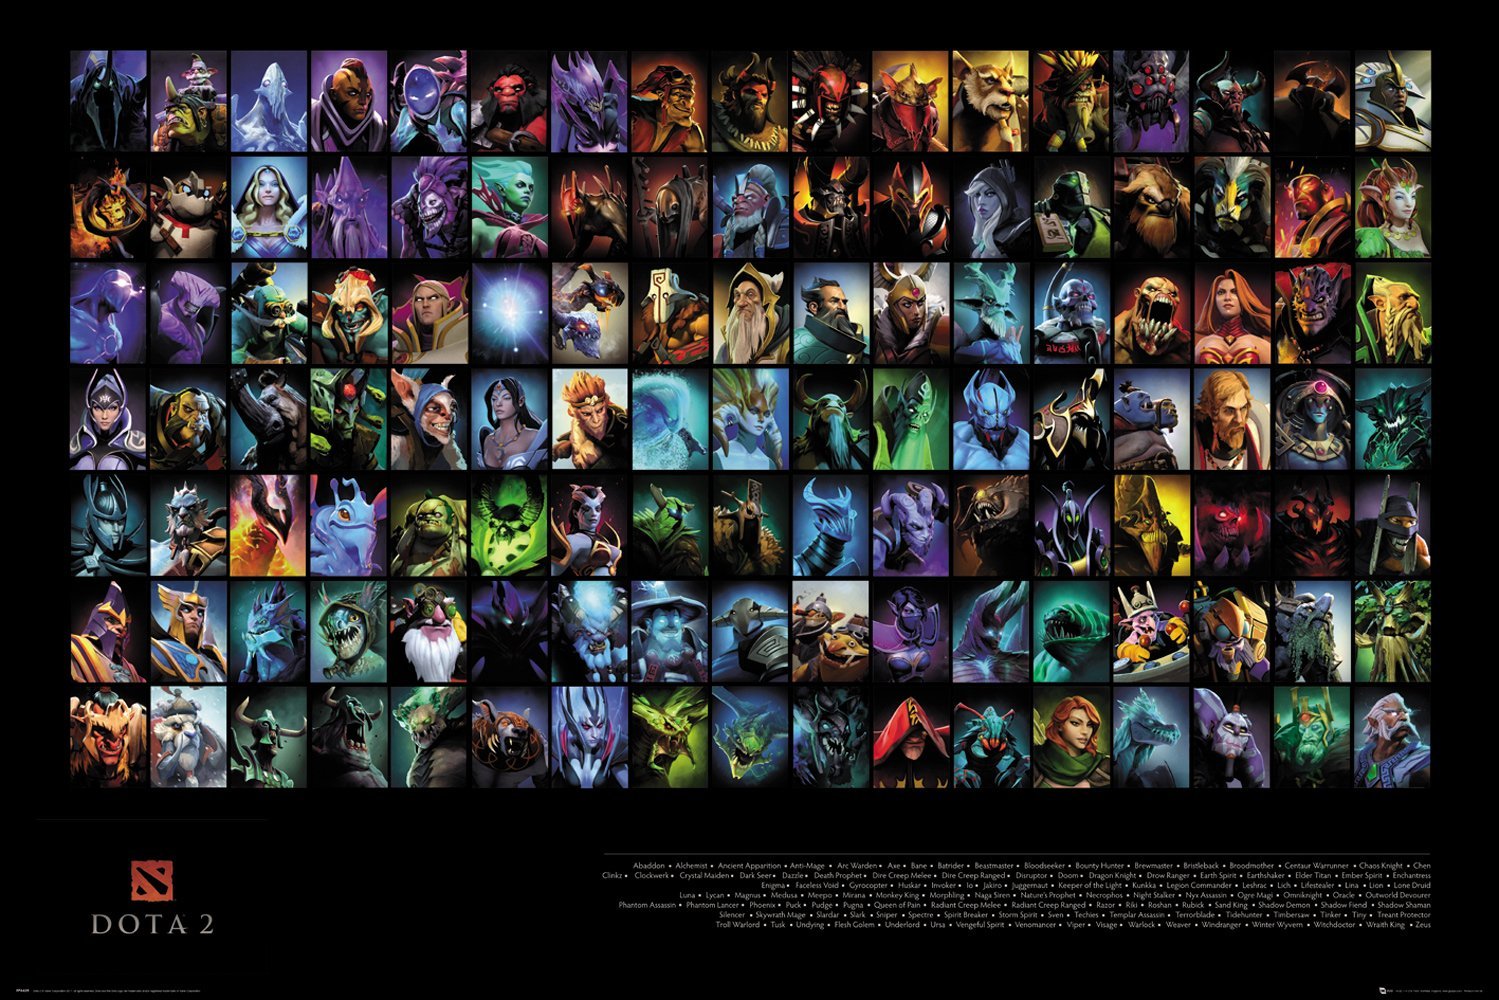 Abaddon • Alchemist • Ancient Apparition • Anti-Mage • Arc Warden • Axe • Bane • Batrider • Beastmaster • Bloodseeker • Bounty Hunter • Brewmaster • Bristleback • Broodmother • Centaur Warrunner • Chaos Knight • Chen
Clinkz • Clockwerk • Crystal Maiden • Dark Seer • Dazzle • Death Prophet • Dire Creep Melee • Dire Creep Ranged • Disruptor • Doom • Dragon Knight • Drow Ranger • Earth Spirit • Earthshaker • Elder Titan • Ember Spirit • Enchantress
Enigma • Faceless Void • Gyrocopter • Huskar • Invoker • Io • Jakiro • Juggernaut • Keeper of the Light • Kunkka • Legion Commander • Leshrac • Lich • Lifestealer • Lina • Lion • Lone Druid
Luna • Lycan • Magnus • Medusa • Meepo • Mirana • Monkey King • Morphling • Naga Siren • Nature's Prophet • Necrophos • Night Stalker • Nyx Assassin • Ogre Magi • Omniknight • Oracle • Outworld Devourer
Phantom Assassin • Phantom Lancer • Phoenix • Puck • Pudge • Pugna • Queen of Pain • Radiant Creep Melee • Radiant Creep Ranged • Razor • Riki • Roshan • Rubick • Sand King • Shadow Demon • Shadow Fiend • Shadow Shaman
Silencer • Skywrath Mage • Slardar • Slark • Sniper • Spectre • Spirit Breaker • Storm Spirit • Sven • Techies • Templar Assassin • Terrorblade • Tidehunter • Timbersaw • Tinker • Tiny • Treant Protector
Troll Warlord • Tusk • Undying • Flesh Golem • Underlord • Ursa • Vengeful Spirit • Venomancer • Viper • Visage • Warlock • Weaver • Windranger • Winter Wyvern • Witchdoctor • Wraith King • Zeus
DOTA 2